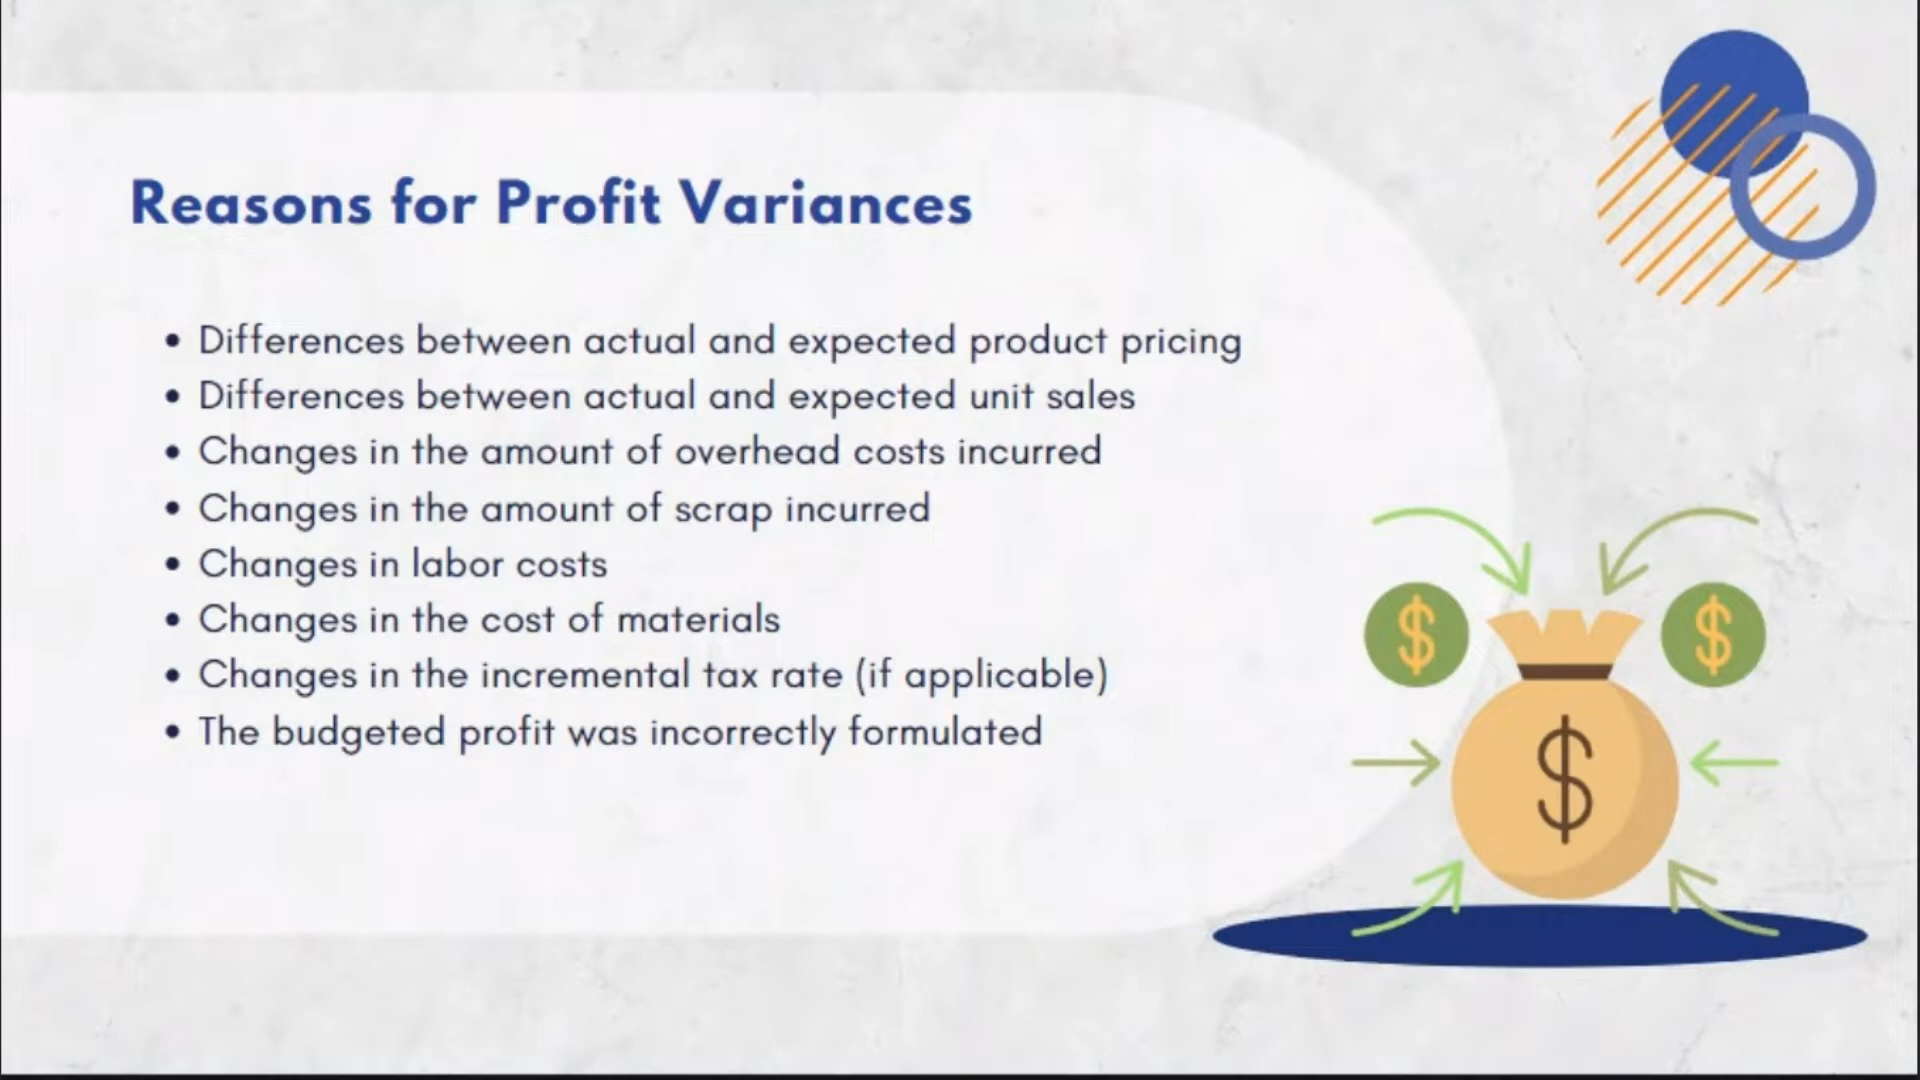 Reasons for Profit Variances
• Differences between actual and expected product pricing
• Differences between actual and expected unit sales
• Changes in the amount of overhead costs incurred
• Changes in the amount of scrap incurred
• Changes in labor costs
• Changes in the cost of materials
• Changes in the incremental tax rate (if applicable)
• The budgeted profit was incorrectly formulated
$ $
$